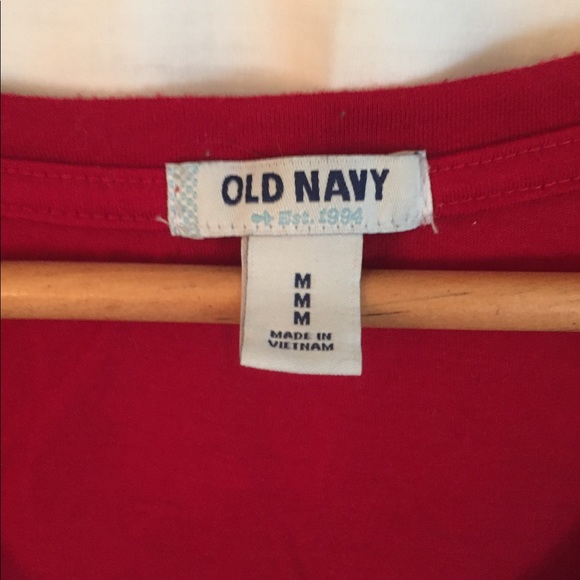 OLD NAVY
Est. 1994
M
M
M
MADE IN
VIETNAM